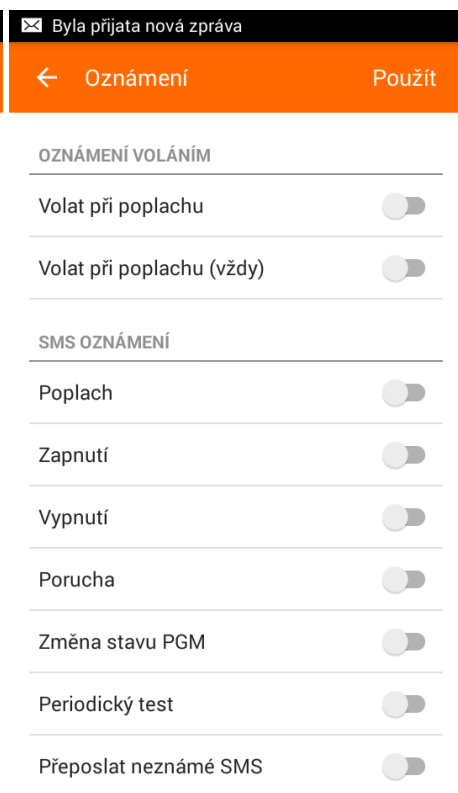 Byla přijata nová zpráva
Oznámení Použít
OZNÁMENÍ VOLÁNÍM
Volat při poplachu
Volat při poplachu (vždy)
SMS OZNÁMENÍ
Poplach
Zapnutí
Vypnutí
Porucha
Změna stavu PGM
Periodický test
Přeposlat neznámé SMS